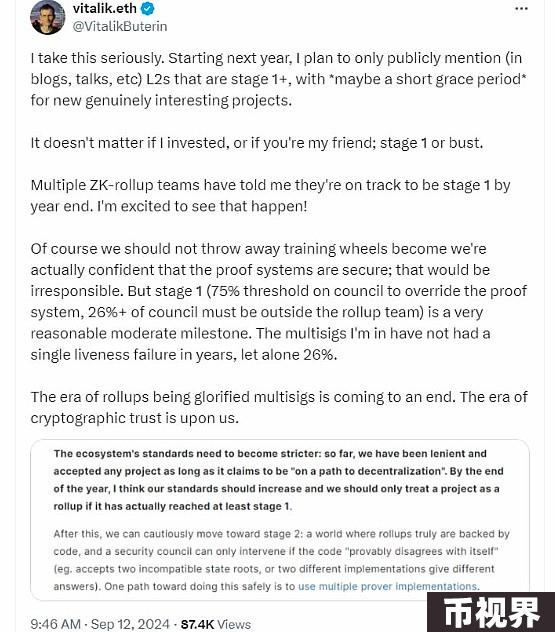 vitalik.eth
@VitalikButerin
I take this seriously. Starting next year, I plan to only publicly mention (in
blogs, talks, etc) L2s that are stage 1+, with *maybe a short grace period*
for new genuinely interesting projects.
It doesn't matter if I invested, or if you're my friend; stage 1 or bust.
Multiple ZK-rollup teams have told me they're on track to be stage 1 by
year end. I'm excited to see that happen!
Of course we should not throw away training wheels become we're
actually confident that the proof systems are secure; that would be
irresponsible. But stage 1 (75% threshold on council to override the proof
system, 26%+ of council must be outside the rollup team) is a very
reasonable moderate milestone. The multisigs I'm in have not had a
single liveness failure in years, let alone 26%.
The era of rollups being glorified multisigs is coming to an end. The era of
cryptographic trust is upon us.
The ecosystem's standards need to become stricter: so far, we have been lenient and
accepted any project as long as it claims to be "on a path to decentralization". By the end
of the year, I think our standards should increase and we should only treat a project as a
rollup if it has actually reached at least stage 1.
After this, we can cautiously move toward stage 2: a world where rollups truly are backed by
code, and a security council can only intervene if the code "provably disagrees with itself"
(eg. accepts two incompatible state roots, or two different implementations give different
answers). One path toward doing this safely is to use multiple prover implementations.
9:46 AM · Sep 12, 2024 · 87.4K Views
币视界